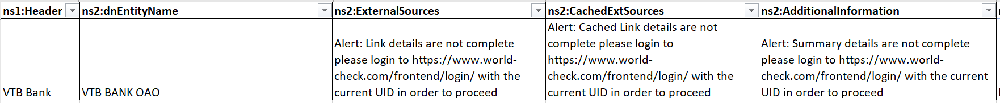 ns1:Header ns2:dnEntityName ns2:ExternalSources ns2:CachedExtSources ns2:AdditionalInformation
VTB Bank
VTB BANK OAO
Alert: Link details are not complete
please login to https://www.world-
check.com/frontend/login/ with the
current UID in order to proceed
Alert: Cached Link details are not
complete please login to
https://www.world-
check.com/frontend/login/ with the
current UID in order to proceed
Alert: Summary details are not complete
please login to https://www.world-
check.com/frontend/login/ with the current
UID in order to proceed